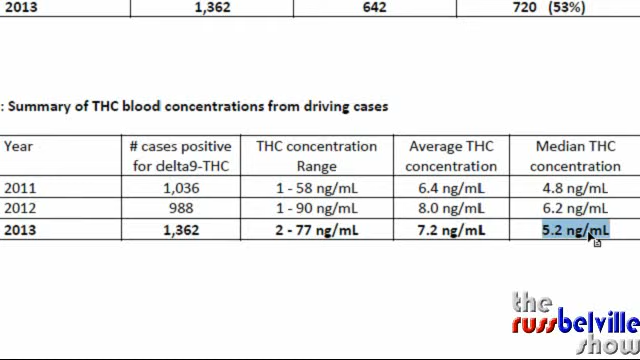 2013 1,362 642 720 (53%)
: Summary of THC blood concentrations from driving cases
Year # cases positive for delta9-THC THC concentration Range Average THC concentration Median THC concentration
2011 1,036 1 - 58 ng/mL 6.4 ng/mL 4.8 ng/mL
2012 988 1 - 90 ng/mL 8.0 ng/mL 6.2 ng/mL
2013 1,362 2 - 77 ng/mL 7.2 ng/mL 5.2 ng/mL
the
russbelville
show